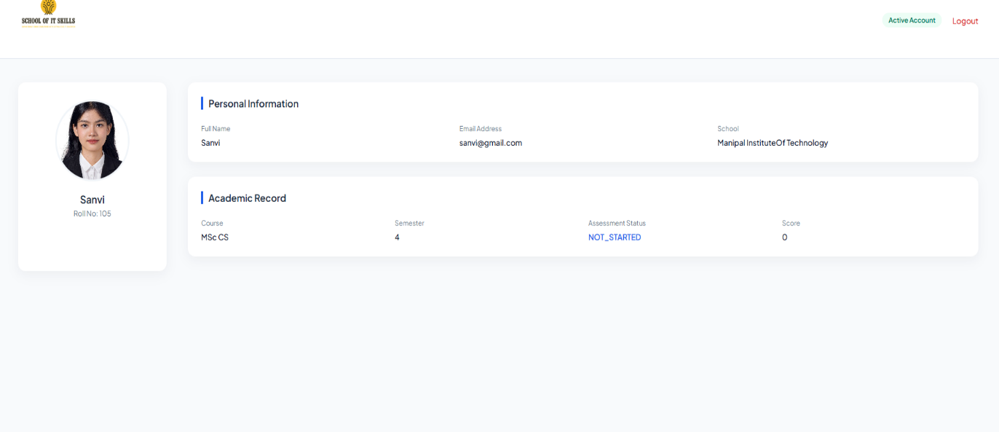 SCHOOL OF IT SKILLS
Active Account
Logout
Sanvi
Roll No: 105
Personal Information
Full Name
Email Address
School
Sanvi
sanvi@gmail.com
Manipal InstituteOf Technology
Academic Record
Course
Semester
Assessment Status
Score
MSc CS
4
NOT_STARTED
0